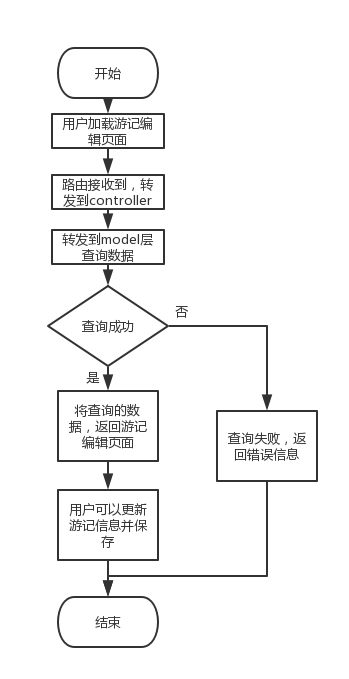 开始
用户加载游记编
辑页面
路由接收到，转
发到controller
转发到model层
查询数据
查询成功
否
是
将查询的数
据，返回游记
编辑页面
查询失败，返
回错误信息
用户可以更新
游记信息并保
存
结束